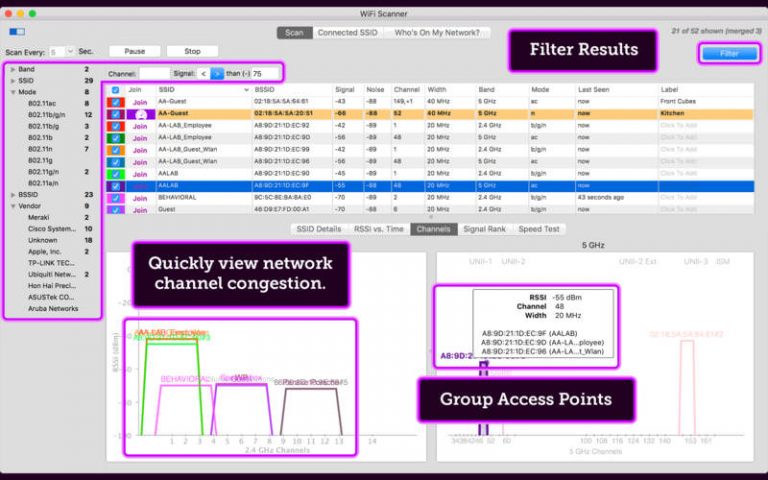 WiFi Scanner
Scan
Connected SSID
Who's On My Network?
21 of 52 shown (merged 3)
Scan Every: 5 Sec.
Pause
Stop
Filter Results
Filter
Channel:
Signal: < > than (-) 75
Band 2
SSID 29
Mode 8
802.11ac 8
802.11b/g/n 12
802.11b/g 3
802.11b 2
802.11n 7
802.11g
802.11g/n 2
802.11a/n
BSSID 23
Vendor 9
Meraki 2
Cisco System... 10
Unknown 18
Apple, Inc. 2
TP-LINK TEC...
Ubiquiti Netw... 2
Hon Hai Preci...
ASUSTek CO...
Aruba Networks
Join SSID BSSID Signal Noise Channel Width Band Mode Last Seen Label
Join AA-Guest 02:18:5A:5A:64:61 -43 -88 149,+1 40 MHz 5 GHz ac now Front Cubes
AA-Guest 02:18:5A:5A:20:51 -66 -88 52 40 MHz 5 GHz n now Kitchen
Join AA-LAB_Employee A8:9D:21:1D:EC:92 -42 -89 1 20 MHz 2.4 GHz b/g/n now Click To Add
Join AA-LAB_Employee A8:9D:21:1D:EC:9D -56 -89 48 20 MHz 5 GHz ac now Click To Add
Join AA-LAB_Guest_Wlan A8:9D:21:1D:EC:99 -42 -89 1 20 MHz 2.4 GHz b/g/n now Click To Add
Join AA-LAB_Guest_Wlan A8:9D:21:1D:EC:96 -56 -89 48 20 MHz 5 GHz ac now Click To Add
Join AALAB A8:9D:21:1D:EC:90 -45 -89 1 20 MHz 2.4 GHz b/g/n now Click To Add
AALAB A8:9D:21:1D:EC:9F -55 48 20 MHz 5 GHz ac now
Join BEHAVIORAL -70 -88 2 20 MHz 2.4 GHz b/g/n 43 seconds ago Click To Add
Join Guest 46:D9:E7:FD:00:A1 -70 -88 6 20 MHz 2.4 GHz b/g/n now Click To Add
SSID Details
RSSI vs. Time
Channels
Signal Rank
Speed Test
Quickly view network
channel congestion.
5 GHz
UNII-1 UNII-2 UNII-2 Ext UNII-3 ISM
RSSI -55 dBm
Channel 48
Width 20 MHz
A8:9D:21:1D:EC:9F (AALAB)
A8:9D:21:1D:EC:9D (AA-LA...ployee)
A8:9D:21:1D:EC:96 (AA-LA...t_Wlan)
BEHAVIORAL
RSSI (dBm)
Group Access Points
1 2 3 4 5 6 7 8 9 10 11 12 13 14
2.4 GHz Channels
52 60 100 108 116 124 132 140 153 161
5 GHz Channels